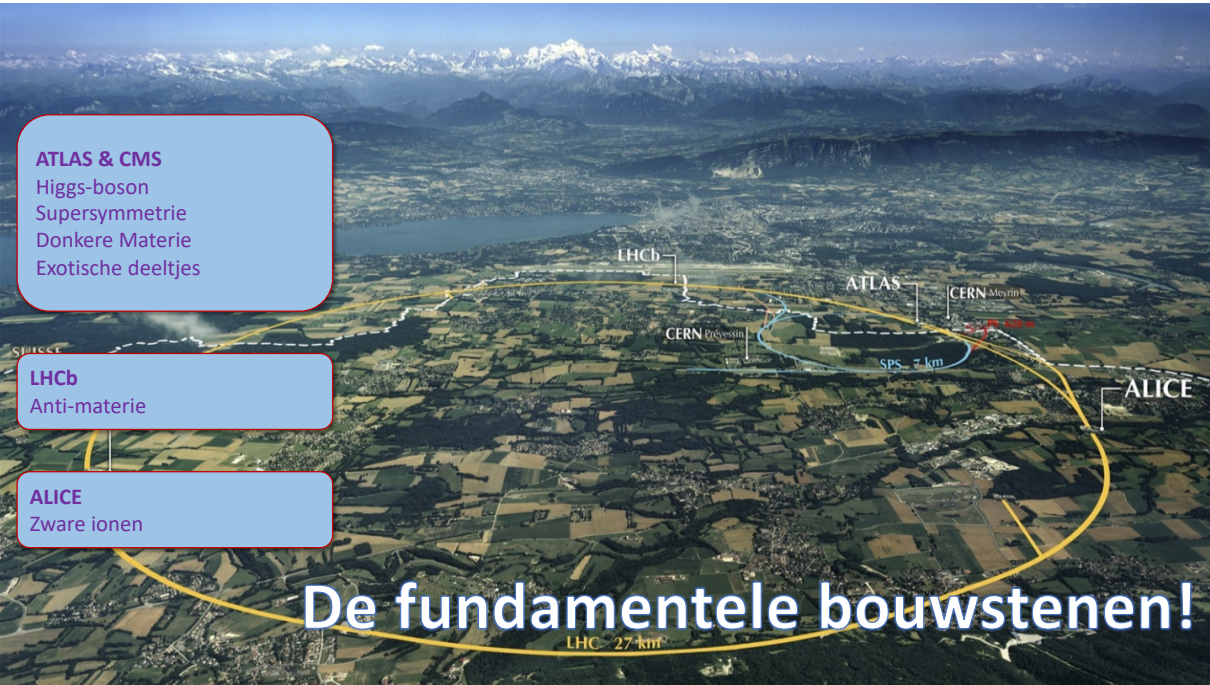 ATLAS & CMS
Higgs-boson
Supersymmetrie
Donkere Materie
Exotische deeltjes
LHCb
ATLAS
CERN Meyrin
CERN Prévessin
SPS_ 7 km
SUISSE
LHCb
Anti-materie
ALICE
ALICE
Zware ionen
De fundamentele bouwstenen!
LHC 27 km